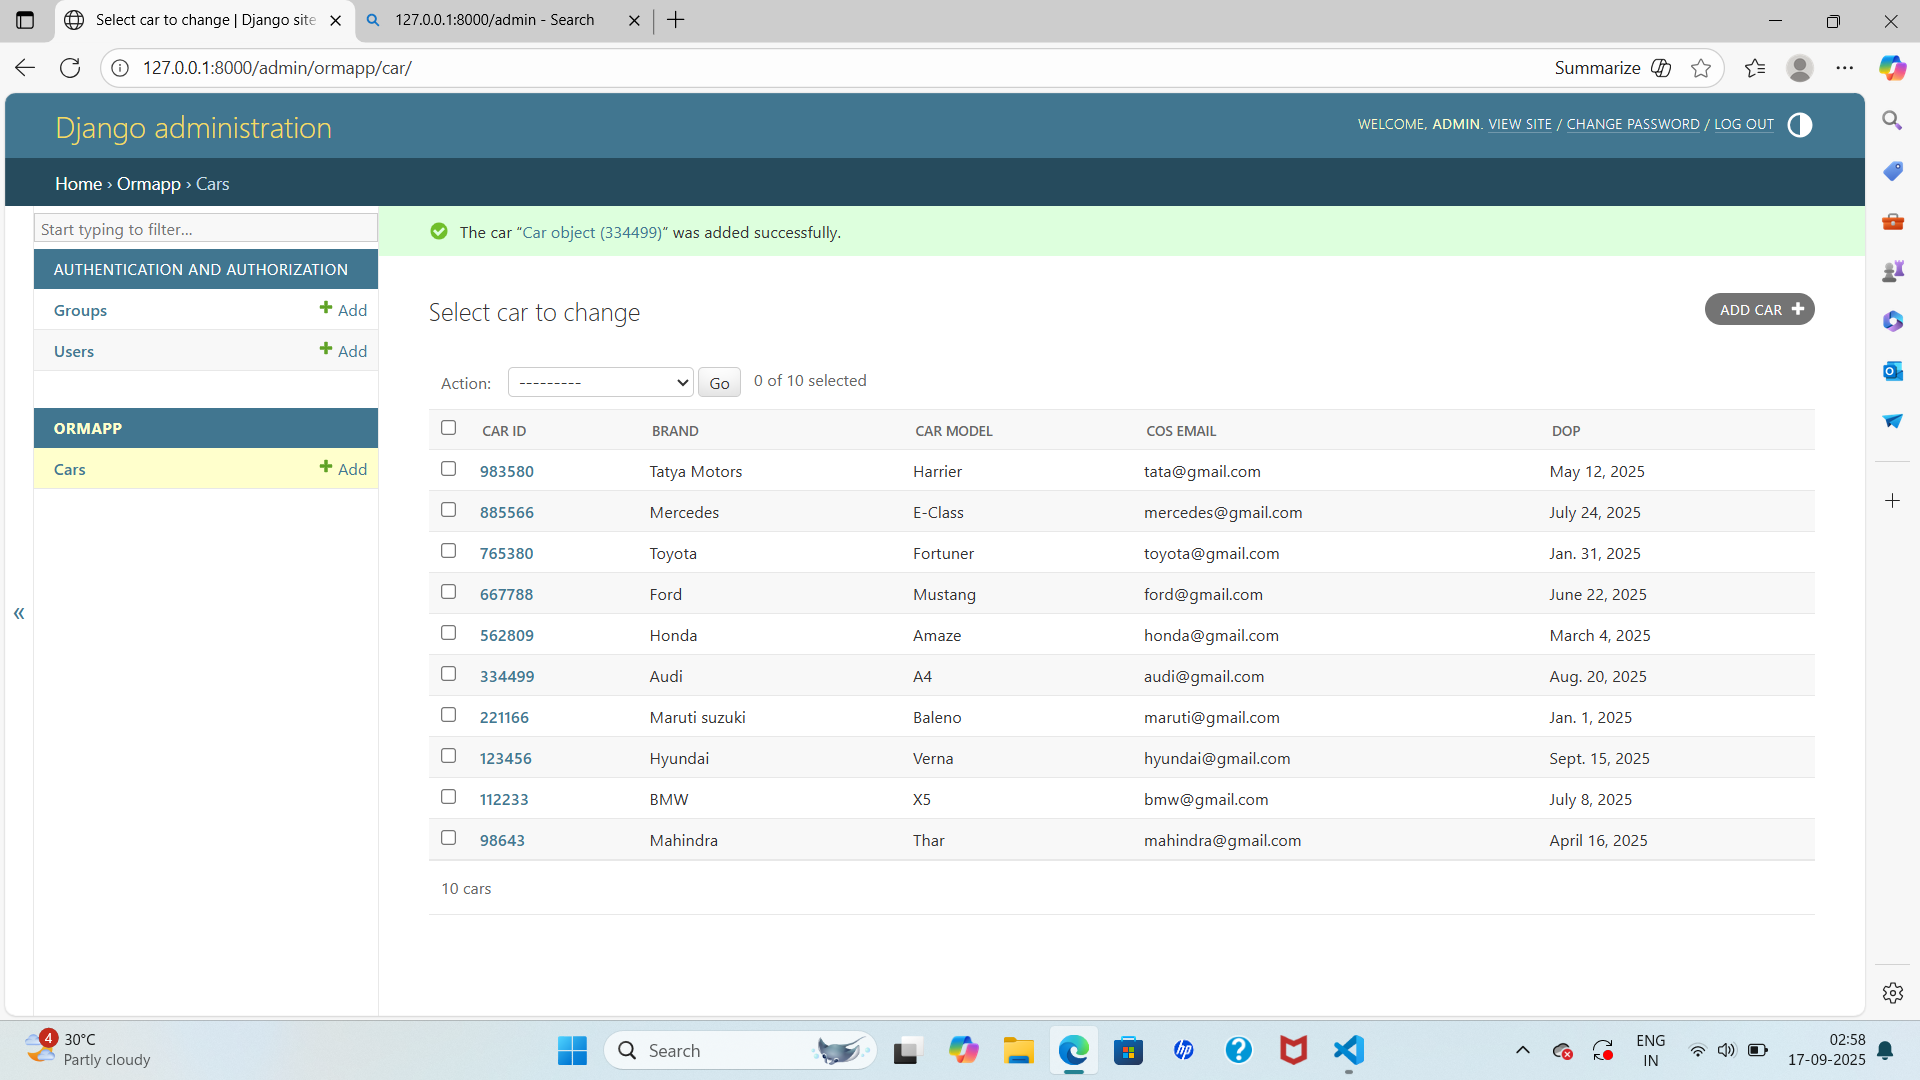 Select car to change | Django site
127.0.0.1:8000/admin - Search
127.0.0.1:8000/admin/ormapp/car/
Summarize
Django administration
WELCOME, ADMIN. VIEW SITE / CHANGE PASSWORD / LOG OUT
Home › Ormapp › Cars
Start typing to filter...
AUTHENTICATION AND AUTHORIZATION
Groups Add
Users Add
ORMAPP
Cars Add
«
The car “Car object (334499)” was added successfully.
Select car to change
ADD CAR
Action: --------- Go 0 of 10 selected
CAR ID BRAND CAR MODEL COS EMAIL DOP
983580 Tatya Motors Harrier tata@gmail.com May 12, 2025
885566 Mercedes E-Class mercedes@gmail.com July 24, 2025
765380 Toyota Fortuner toyota@gmail.com Jan. 31, 2025
667788 Ford Mustang ford@gmail.com June 22, 2025
562809 Honda Amaze honda@gmail.com March 4, 2025
334499 Audi A4 audi@gmail.com Aug. 20, 2025
221166 Maruti suzuki Baleno maruti@gmail.com Jan. 1, 2025
123456 Hyundai Verna hyundai@gmail.com Sept. 15, 2025
112233 BMW X5 bmw@gmail.com July 8, 2025
98643 Mahindra Thar mahindra@gmail.com April 16, 2025
10 cars
4
30°C
Partly cloudy
Search
hp
ENG
IN
02:58
17-09-2025